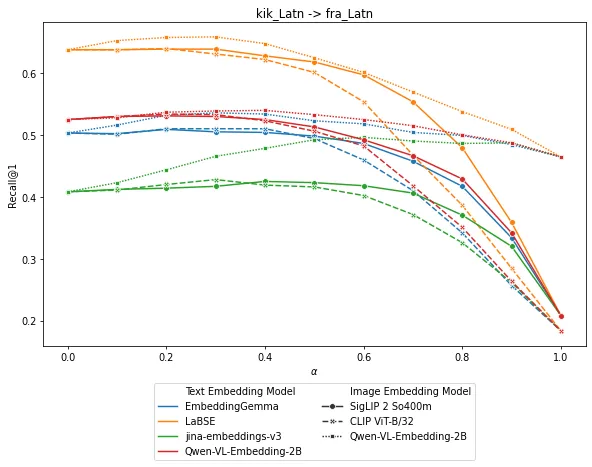 kik_Latn -> fra_Latn
Recall@1
0.6
0.5
0.4
0.3
0.2
0.0 0.2 0.4 0.6 0.8 1.0
α
Text Embedding Model Image Embedding Model
EmbeddingGemma SigLIP 2 So400m
LaBSE CLIP ViT-B/32
jina-embeddings-v3 Qwen-VL-Embedding-2B
Qwen-VL-Embedding-2B